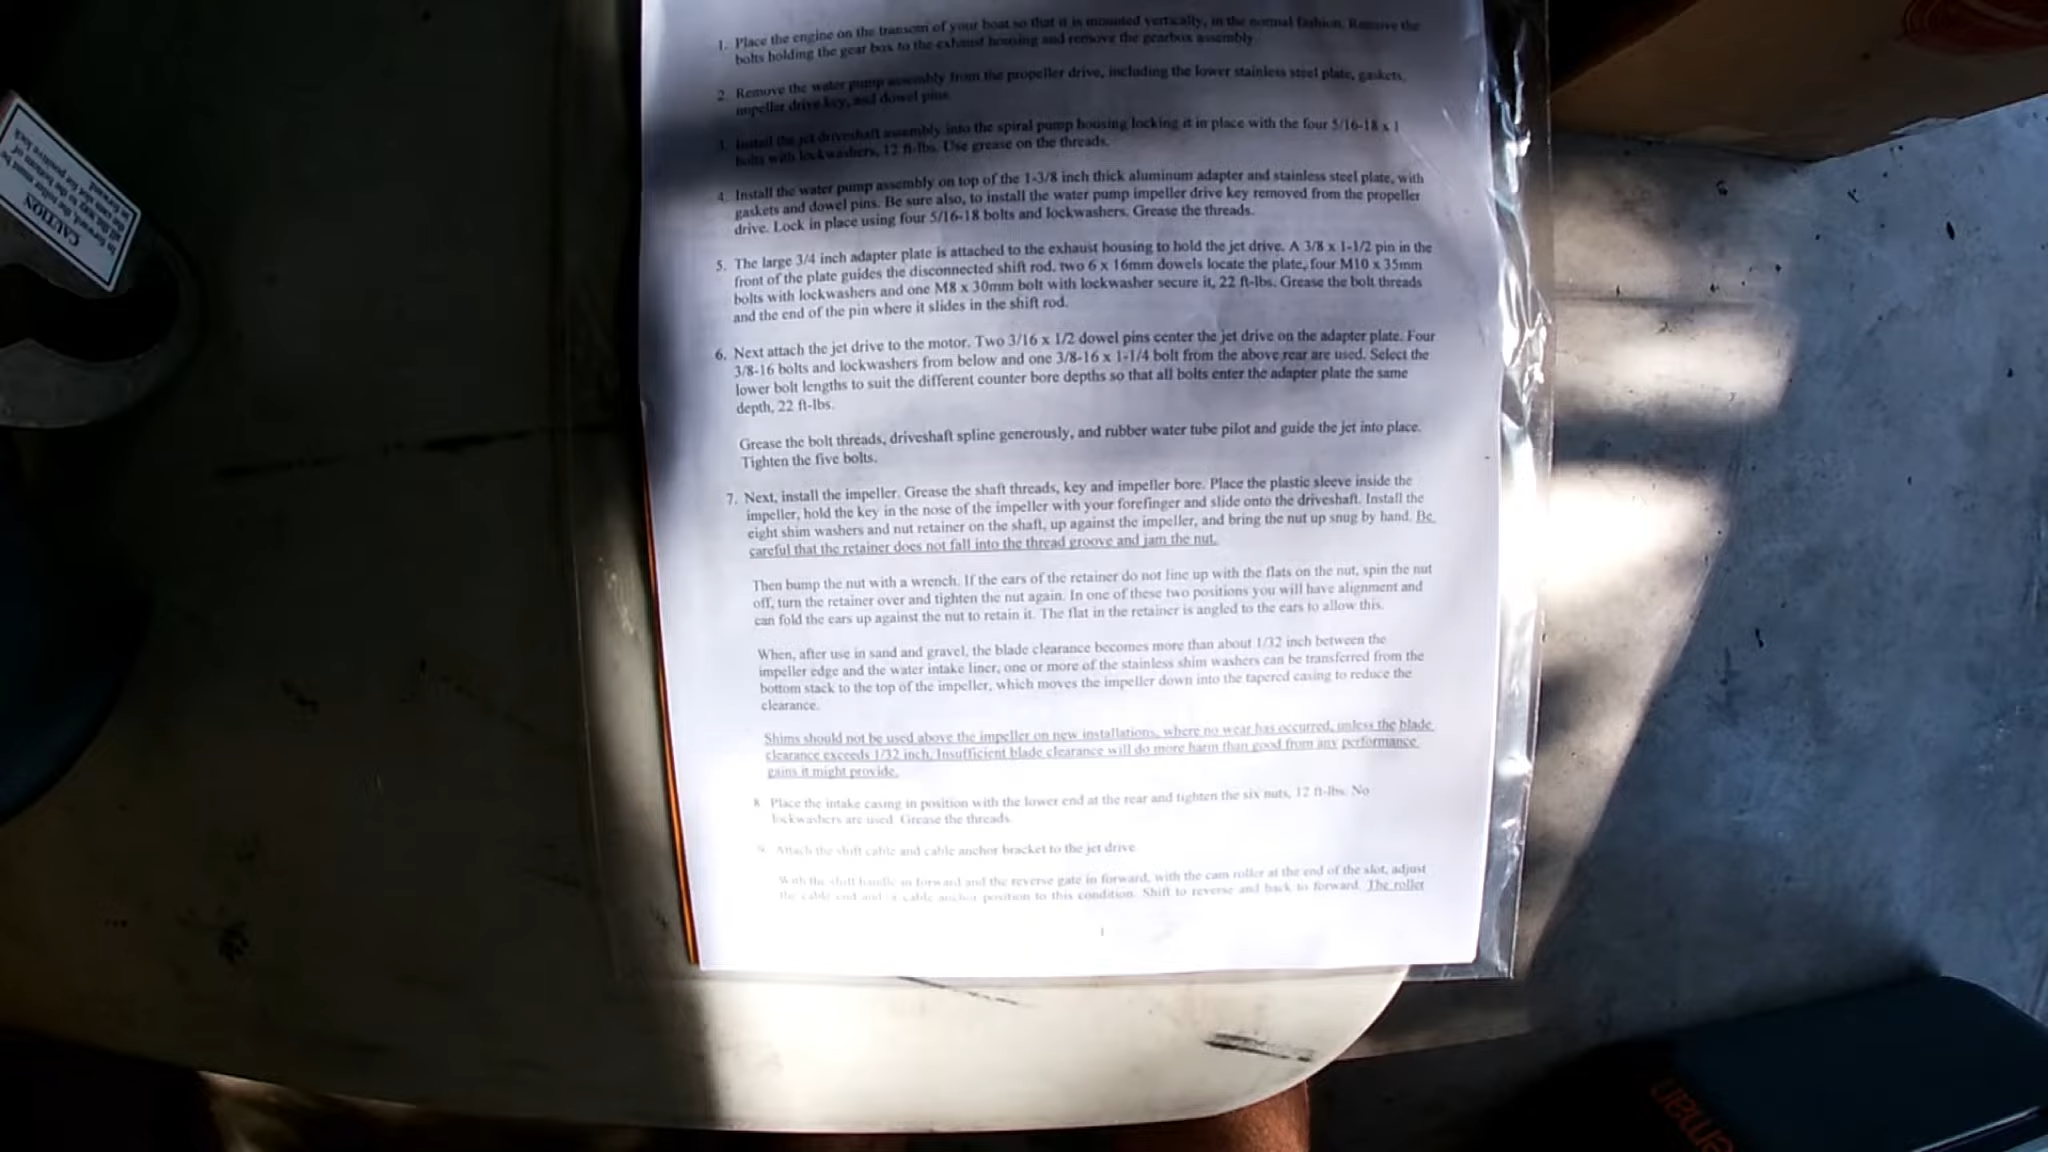 1. Place the engine on the transom of your boat so that it is mounted vertically, in the normal fashion. Remove the
bolts holding the gear box to the exhaust housing and remove the gearbox assembly
2. Remove the water pump assembly from the propeller drive, including the lower stainless steel plate, gaskets,
impeller drive key, and dowel pins
3. Install the jet driveshaft assembly into the spiral pump housing locking it in place with the four 5/16-18 x 1
bolts with lockwashers, 12 ft-lbs. Use grease on the threads.
4. Install the water pump assembly on top of the 1-3/8 inch thick aluminum adapter and stainless steel plate, with
gaskets and dowel pins. Be sure also, to install the water pump impeller drive key removed from the propeller
drive. Lock in place using four 5/16-18 bolts and lockwashers. Grease the threads.
5. The large 3/4 inch adapter plate is attached to the exhaust housing to hold the jet drive. A 3/8 x 1-1/2 pin in the
front of the plate guides the disconnected shift rod. two 6 x 16mm dowels locate the plate, four M10 x 35mm
bolts with lockwashers and one M8 x 30mm bolt with lockwasher secure it, 22 ft-lbs. Grease the bolt threads
and the end of the pin where it slides in the shift rod.
6. Next attach the jet drive to the motor. Two 3/16 x 1/2 dowel pins center the jet drive on the adapter plate. Four
3/8-16 bolts and lockwashers from below and one 3/8-16 x 1-1/4 bolt from the above rear are used. Select the
lower bolt lengths to suit the different counter bore depths so that all bolts enter the adapter plate the same
depth, 22 ft-lbs.
Grease the bolt threads, driveshaft spline generously, and rubber water tube pilot and guide the jet into place.
Tighten the five bolts.
7. Next, install the impeller. Grease the shaft threads, key and impeller bore. Place the plastic sleeve inside the
impeller, hold the key in the nose of the impeller with your forefinger and slide onto the driveshaft. Install the
eight shim washers and nut retainer on the shaft, up against the impeller, and bring the nut up snug by hand. Be
careful that the retainer does not fall into the thread groove and jam the nut.
Then bump the nut with a wrench. If the ears of the retainer do not line up with the flats on the nut, spin the nut
off, turn the retainer over and tighten the nut again. In one of these two positions you will have alignment and
can fold the ears up against the nut to retain it. The flat in the retainer is angled to the ears to allow this.
When, after use in sand and gravel, the blade clearance becomes more than about 1/32 inch between the
impeller edge and the water intake liner, one or more of the stainless shim washers can be transferred from the
bottom stack to the top of the impeller, which moves the impeller down into the tapered casing to reduce the
clearance.
Shims should not be used above the impeller on new installations, where no wear has occurred, unless the blade
clearance exceeds 1/32 inch. Insufficient blade clearance will do more harm than good from any performance
gains it might provide.
8 Place the intake casing in position with the lower end at the rear and tighten the six nuts, 12 ft-lbs. No
lockwashers are used. Grease the threads.
9. Attach the shift cable and cable anchor bracket to the jet drive
With the shift handle in forward and the reverse gate in forward, with the cam roller at the end of the slot, adjust
the cable end and cable anchor position to this condition. Shift to reverse and back to forward. The roller
1
CAUTION